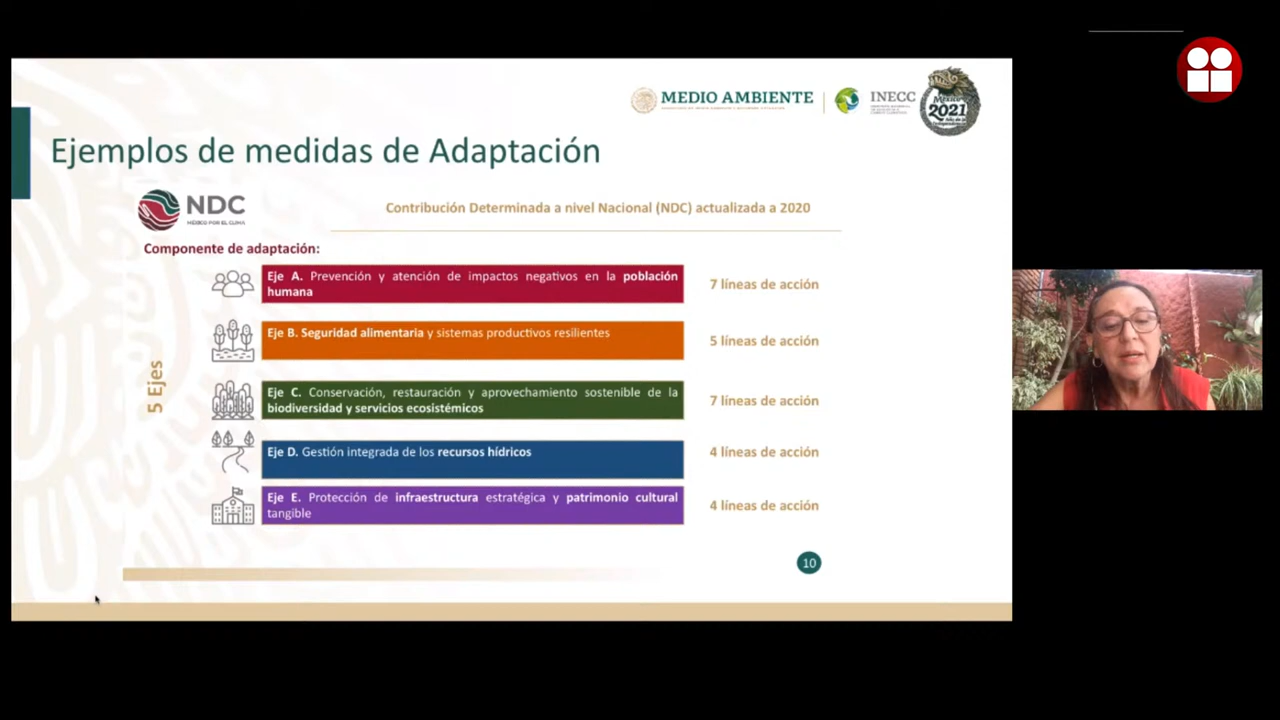 MEDIO AMBIENTE
INECC
México
2021
Ejemplos de medidas de Adaptación
NDC
MÉXICO POR EL CLIMA
Contribución Determinada a nivel Nacional (NDC) actualizada a 2020
Componente de adaptación:
5 Ejes
Eje A. Prevención y atención de impactos negativos en la población
humana
7 líneas de acción
Eje B. Seguridad alimentaria y sistemas productivos resilientes
5 líneas de acción
Eje C. Conservación, restauración y aprovechamiento sostenible de la
biodiversidad y servicios ecosistémicos
7 líneas de acción
Eje D. Gestión integrada de los recursos hídricos
4 líneas de acción
Eje E. Protección de infraestructura estratégica y patrimonio cultural
tangible
4 líneas de acción
10